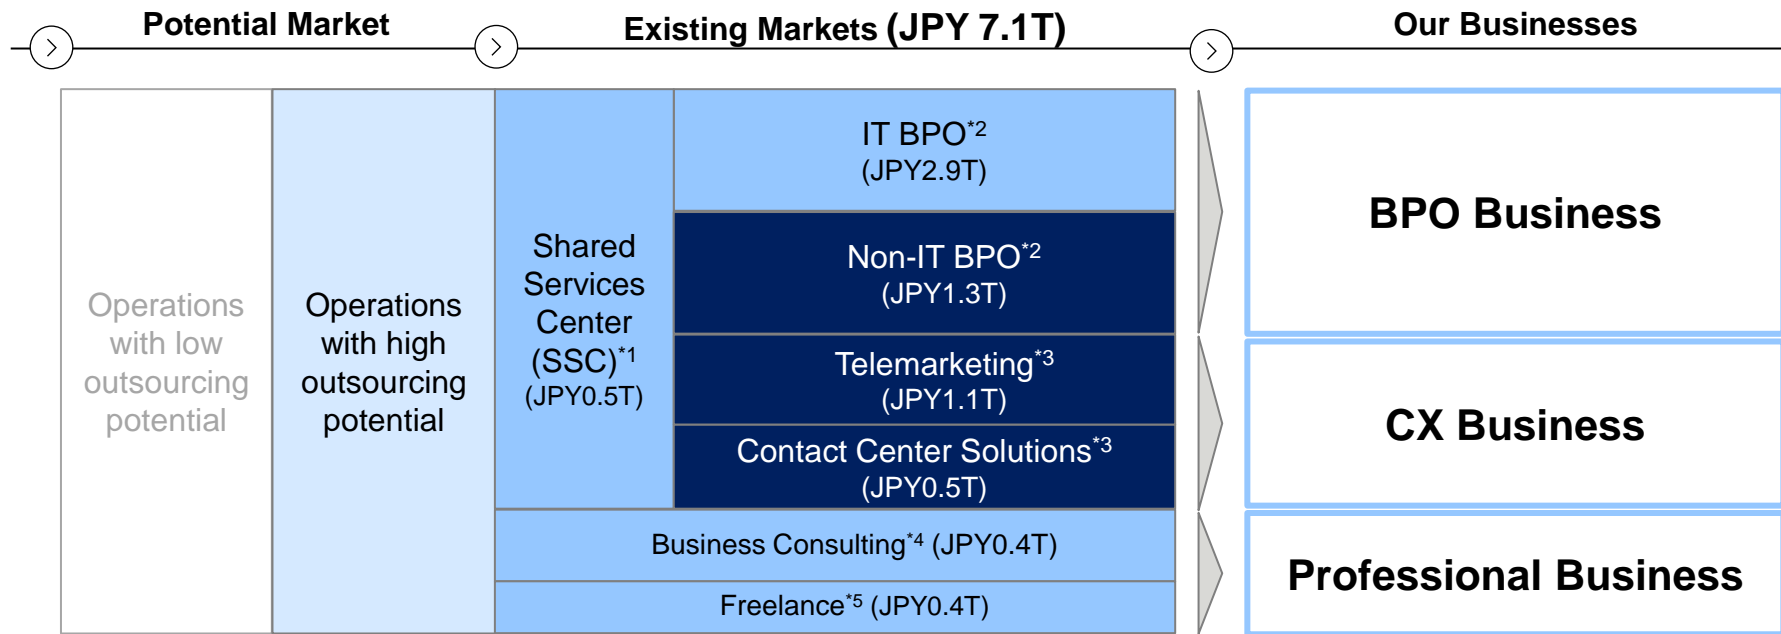 Potential Market
Existing Markets (JPY 7.1T)
Our Businesses
Operations
with low
outsourcing
potential
Operations
with high
outsourcing
potential
Shared
Services
Center
(SSC)*1
(JPY0.5T)
IT BPO*2
(JPY2.9T)
Non-IT BPO*2
(JPY1.3T)
Telemarketing*3
(JPY1.1T)
Contact Center Solutions*3
(JPY0.5T)
Business Consulting*4 (JPY0.4T)
Freelance*5 (JPY0.4T)
BPO Business
CX Business
Professional Business